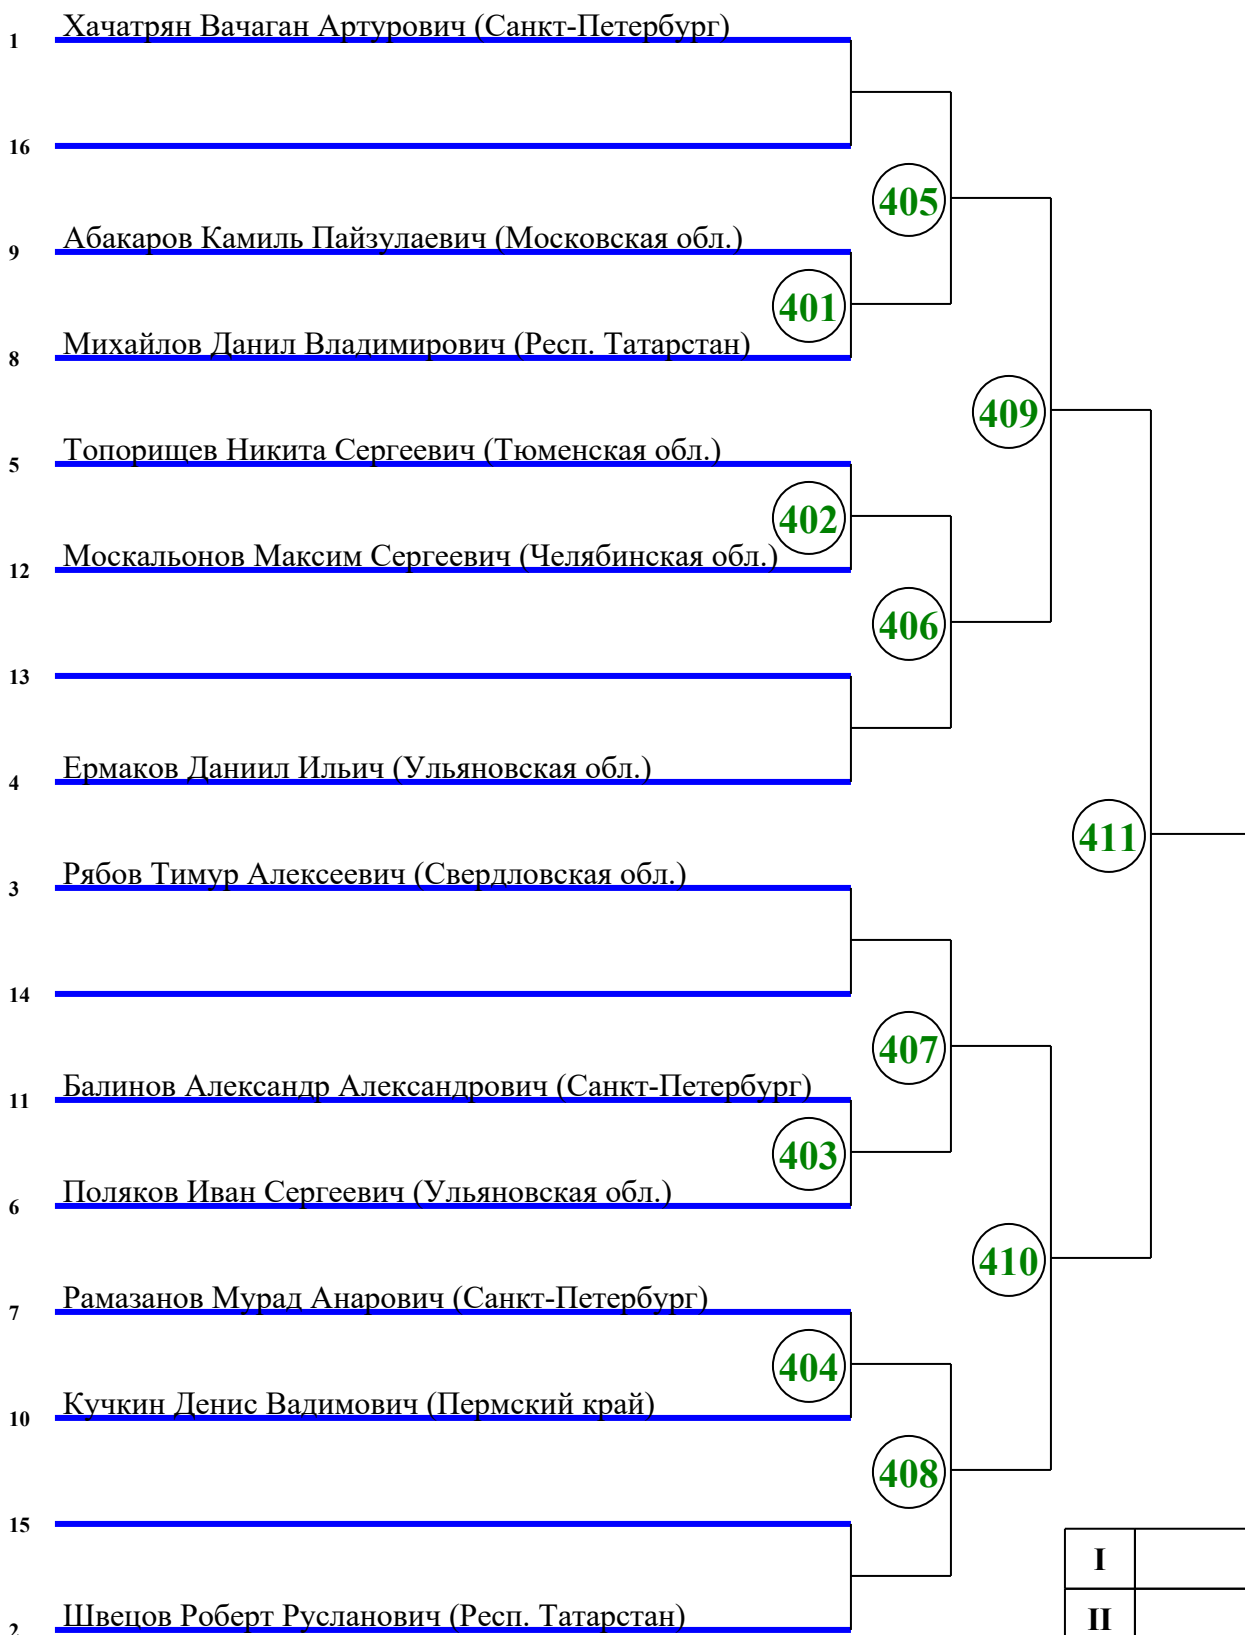 1 Хачатрян Вачаган Артурович (Санкт-Петербург)
16
405
9 Абакаров Камиль Пайзулаевич (Московская обл.)
401
8 Михайлов Данил Владимирович (Респ. Татарстан)
409
5 Топорищев Никита Сергеевич (Тюменская обл.)
402
12 Москальонов Максим Сергеевич (Челябинская обл.)
406
13
4 Ермаков Даниил Ильич (Ульяновская обл.)
411
3 Рябов Тимур Алексеевич (Свердловская обл.)
14
407
11 Балинов Александр Александрович (Санкт-Петербург)
403
6 Поляков Иван Сергеевич (Ульяновская обл.)
410
7 Рамазанов Мурад Анарович (Санкт-Петербург)
404
10 Кучкин Денис Вадимович (Пермский край)
408
15
I
2 Швецов Роберт Русланович (Респ. Татарстан)
II